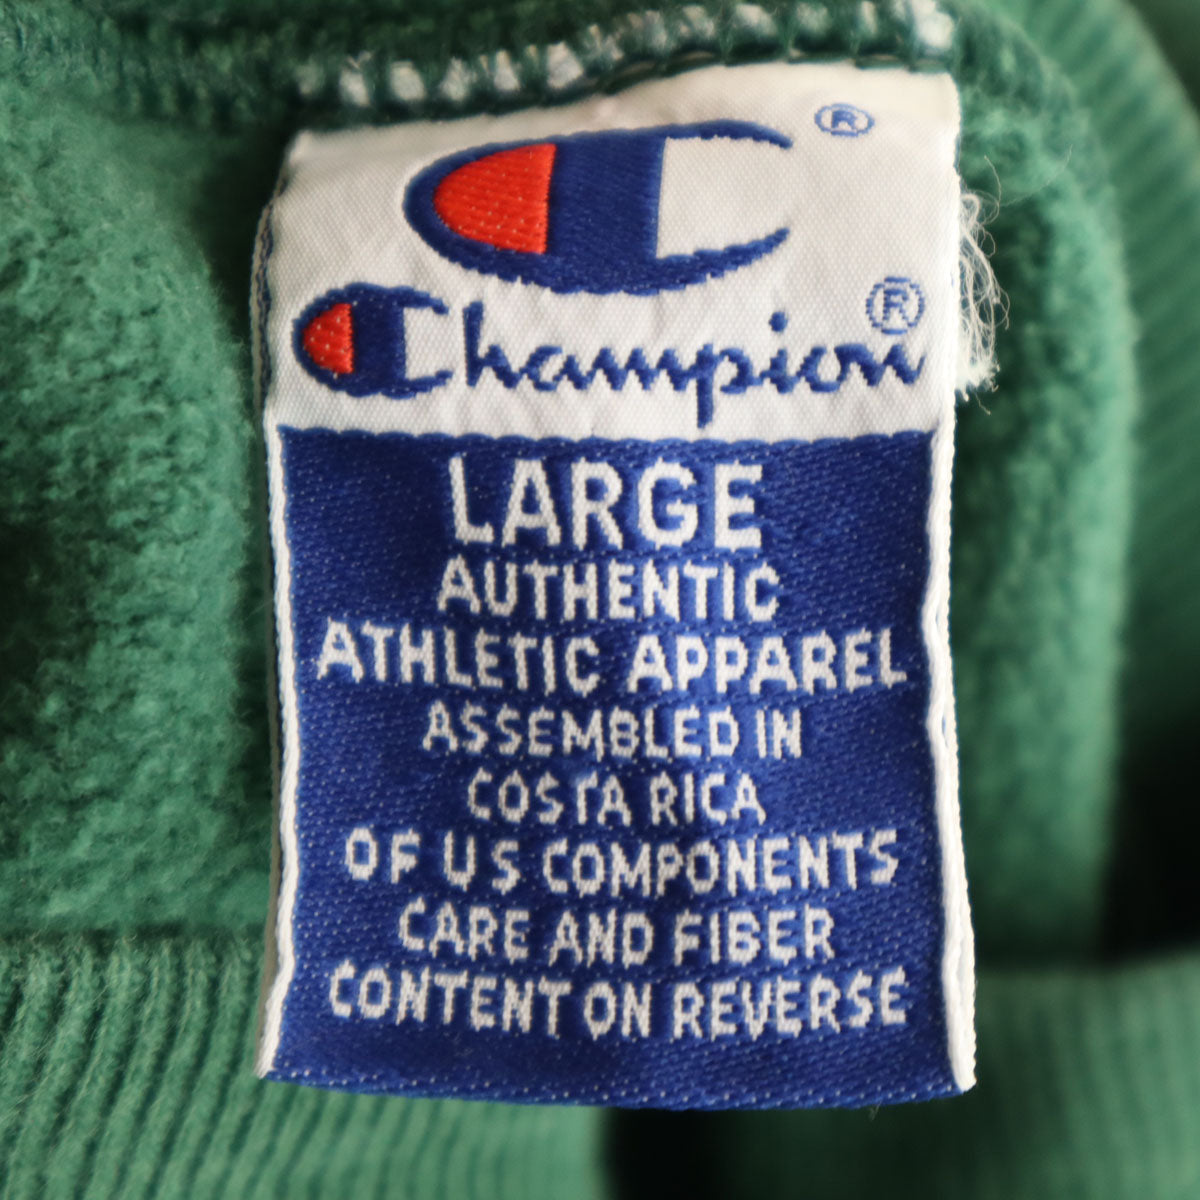 ®
Champion®
LARGE
AUTHENTIC
ATHLETIC APPAREL
ASSEMBLED IN
COSTA RICA
OF US COMPONENTS
CARE AND FIBER
CONTENT ON REVERSE